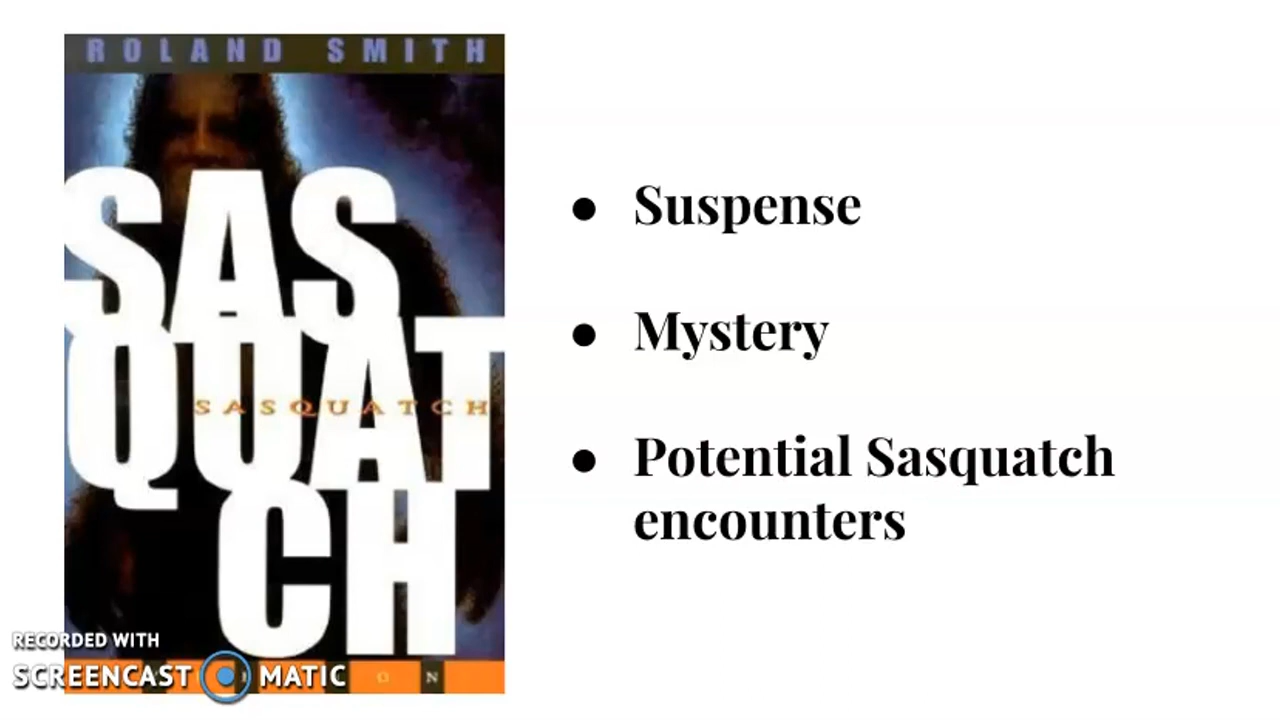 ROLAND SMITH
SAS
QUAT
SASQUATCH
CH
● Suspense
● Mystery
● Potential Sasquatch
encounters
RECORDED WITH
SCREENCAST MATIC